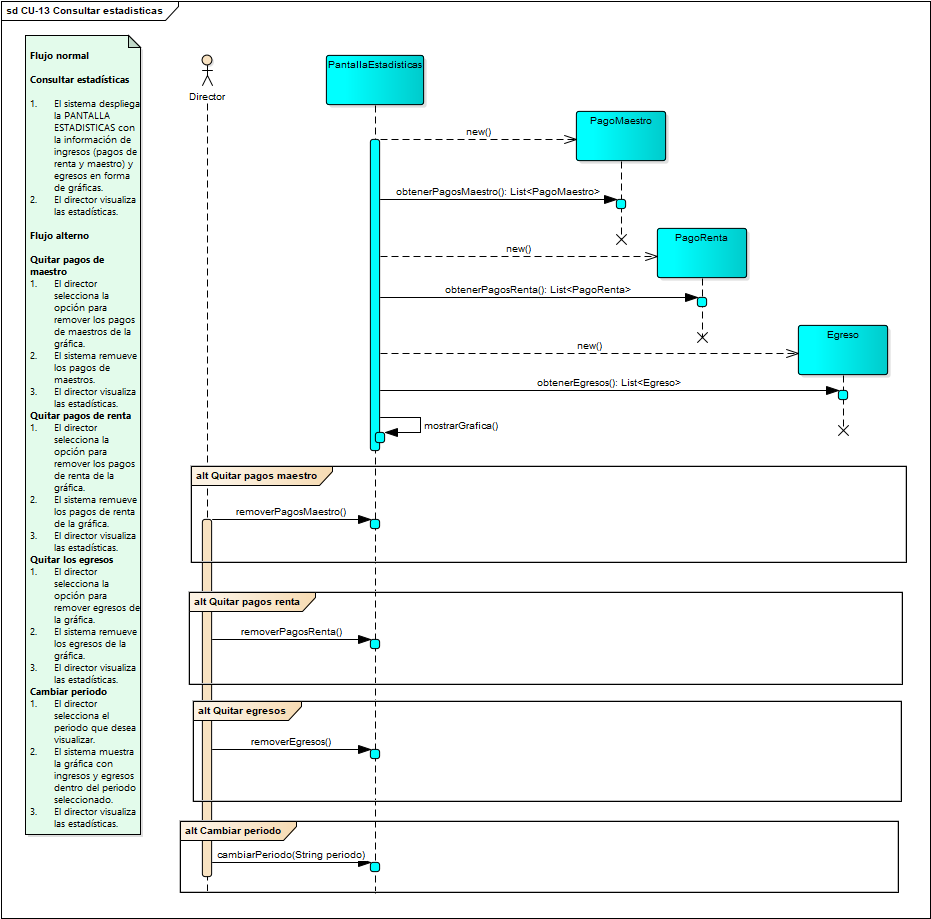 sd CU-13 Consultar estadisticas
Flujo normal
Consultar estadísticas
1. El sistema despliega
la PANTALLA
ESTADISTICAS con
la información de
ingresos (pagos de
renta y maestro) y
egresos en forma
de gráficas.
2. El director visualiza
las estadísticas.
Flujo alterno
Quitar pagos de
maestro
1. El director
selecciona la
opción para
remover los pagos
de maestros de la
gráfica.
2. El sistema remueve
los pagos de
maestros.
3. El director visualiza
las estadísticas.
Quitar pagos de renta
1. El director
selecciona la
opción para
remover los pagos
de renta de la
gráfica.
2. El sistema remueve
los pagos de renta
de la gráfica.
3. El director visualiza
las estadísticas.
Quitar los egresos
1. El director
selecciona la
opción para
remover egresos de
la gráfica.
2. El sistema remueve
los egresos de la
gráfica.
3. El director visualiza
las estadísticas.
Cambiar periodo
1. El director
selecciona el
periodo que desea
visualizar.
2. El sistema muestra
la gráfica con
ingresos y egresos
dentro del periodo
seleccionado.
3. El director visualiza
las estadísticas.
Director
PantallaEstadisticas
PagoMaestro
new()
obtenerPagosMaestro(): List<PagoMaestro>
PagoRenta
new()
obtenerPagosRenta(): List<PagoRenta>
Egreso
new()
obtenerEgresos(): List<Egreso>
mostrarGrafica()
alt Quitar pagos maestro
removerPagosMaestro()
alt Quitar pagos renta
removerPagosRenta()
alt Quitar egresos
removerEgresos()
alt Cambiar periodo
cambiarPeriodo(String periodo)